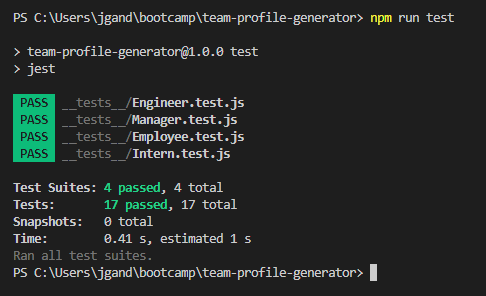 PS C:\Users\jgand\bootcamp\team-profile-generator> npm run test
> team-profile-generator@1.0.0 test
> jest
PASS __tests__/Engineer.test.js
PASS __tests__/Manager.test.js
PASS __tests__/Employee.test.js
PASS __tests__/Intern.test.js
Test Suites: 4 passed, 4 total
Tests: 17 passed, 17 total
Snapshots: 0 total
Time: 0.41 s, estimated 1 s
Ran all test suites.
PS C:\Users\jgand\bootcamp\team-profile-generator>